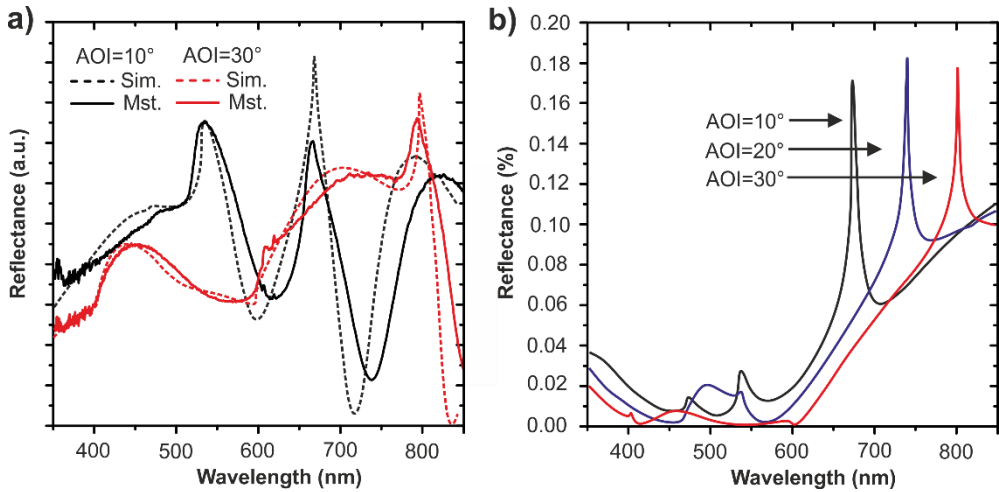 a)
AOI=10° AOI=30°
Sim. Sim.
Mst. Mst.
Reflectance (a.u.)
400 500 600 700 800
Wavelength (nm)
b)
0.20
0.18
0.16
0.14
0.12
0.10
0.08
0.06
0.04
0.02
0.00
Reflectance (%)
AOI=10°
AOI=20°
AOI=30°
400 500 600 700 800
Wavelength (nm)